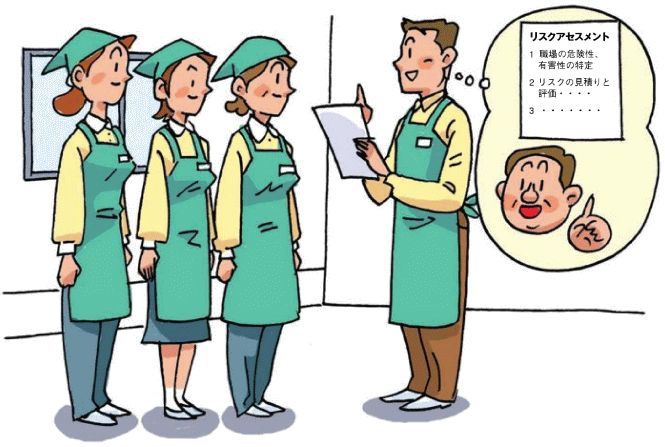 リスクアセスメント
1 職場の危険性、
有害性の特定
2 リスクの見積りと
評価・・・・
3 ・・・・・・・